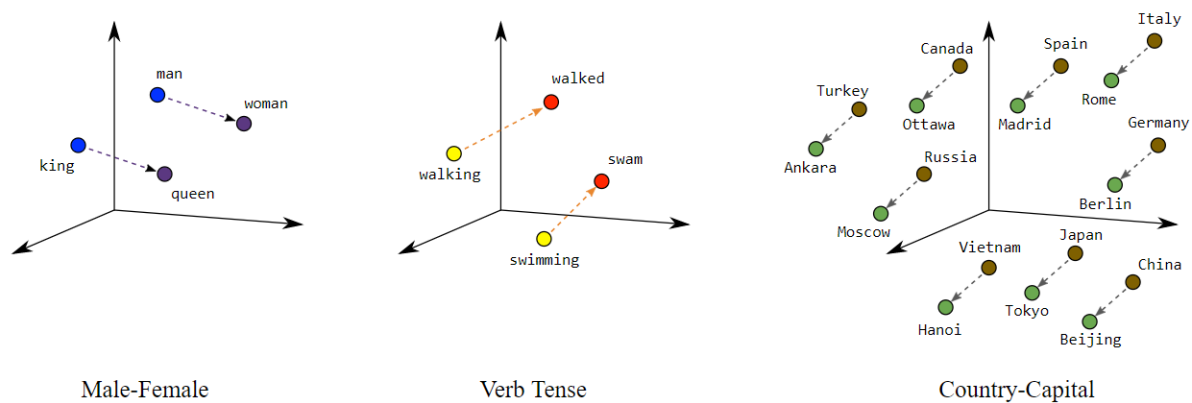 man
woman
king
queen
Male-Female
walked
walking
swam
swimming
Verb Tense
Italy
Canada
Spain
Rome
Turkey
Ottawa
Madrid
Germany
Ankara
Russia
Berlin
Moscow
Vietnam
Japan
China
Hanoi
Tokyo
Beijing
Country-Capital